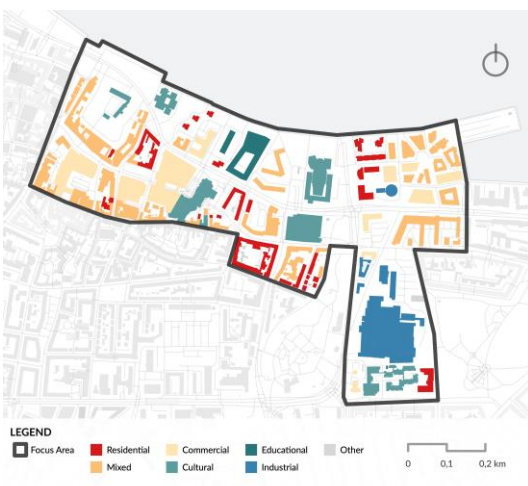 LEGEND
Focus Area Residential Commercial Educational Other
Mixed Cultural Industrial
0 0,1 0,2 km